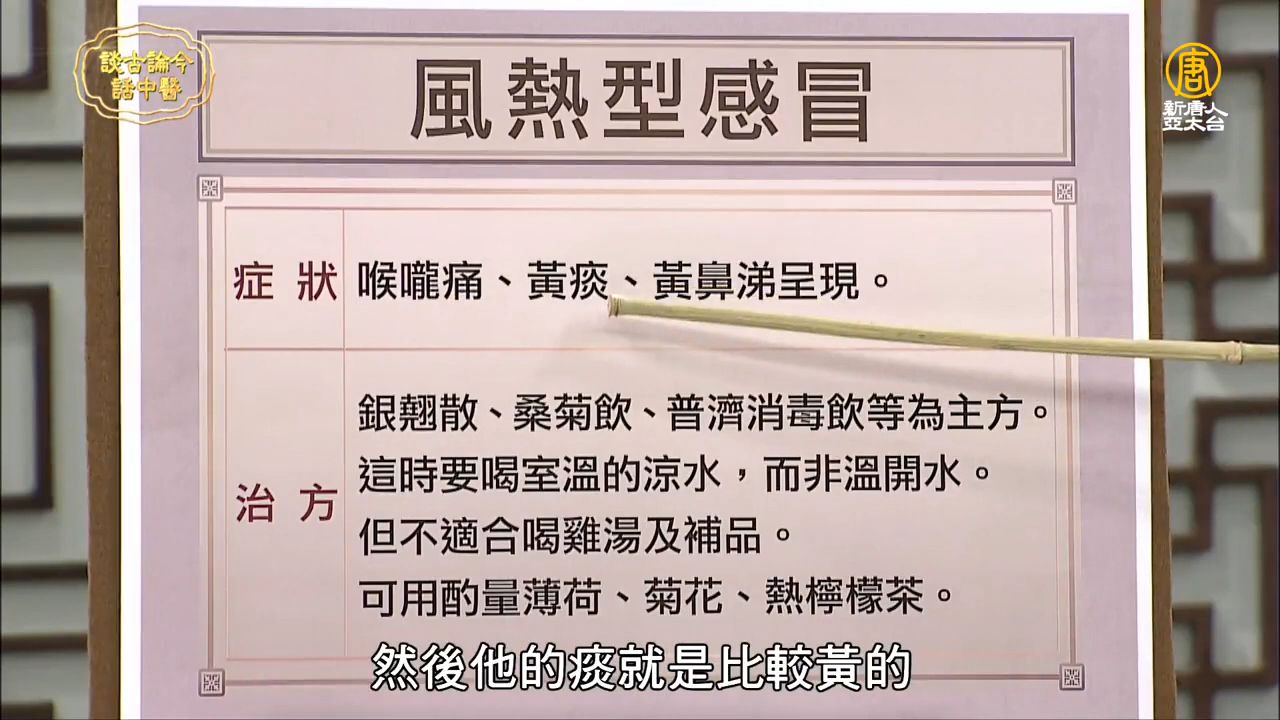 談古論今
話中醫
唐
新唐人
亞太台
風熱型感冒
症狀
喉嚨痛、黃痰、黃鼻涕呈現。
治方
銀翹散、桑菊飲、普濟消毒飲等為主方。
這時要喝室溫的涼水，而非溫開水。
但不適合喝雞湯及補品。
可用酌量薄荷、菊花、熱檸檬茶。
然後他的痰就是比較黃的